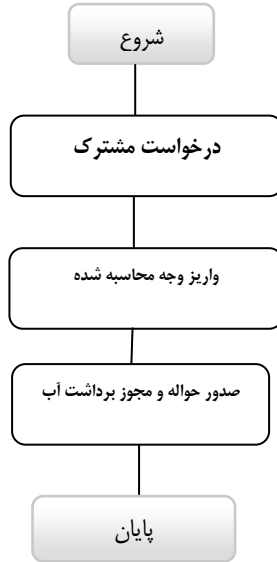 شروع
درخواست مشترک
واریز وجه محاسبه شده
صدور حواله و مجوز برداشت آب
پایان